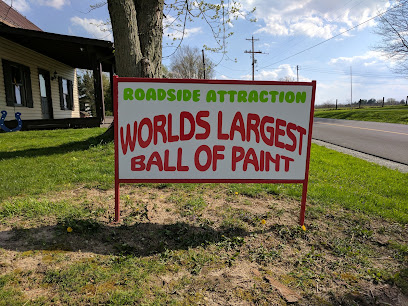 ROADSIDE ATTRACTION
WORLDS LARGEST
BALL OF PAINT